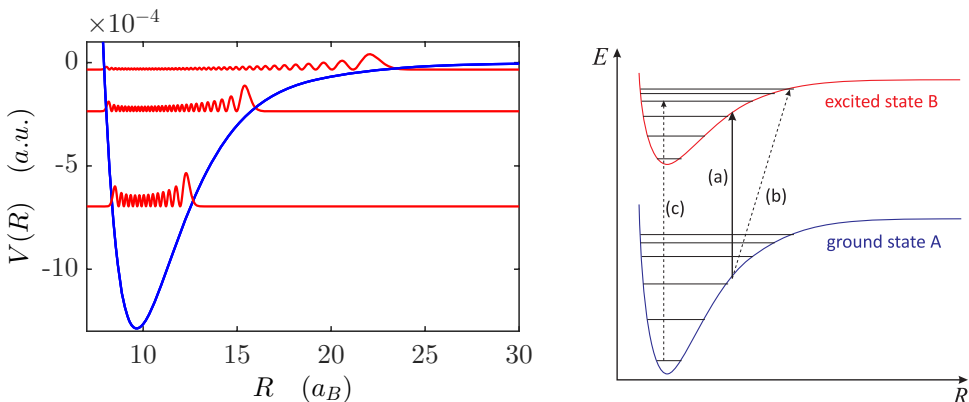 ×10⁻⁴
0
-5
-10
V(R) (a.u.)
10
15
20
25
30
R (a_B)
E
excited state B
(a)
(b)
(c)
ground state A
R